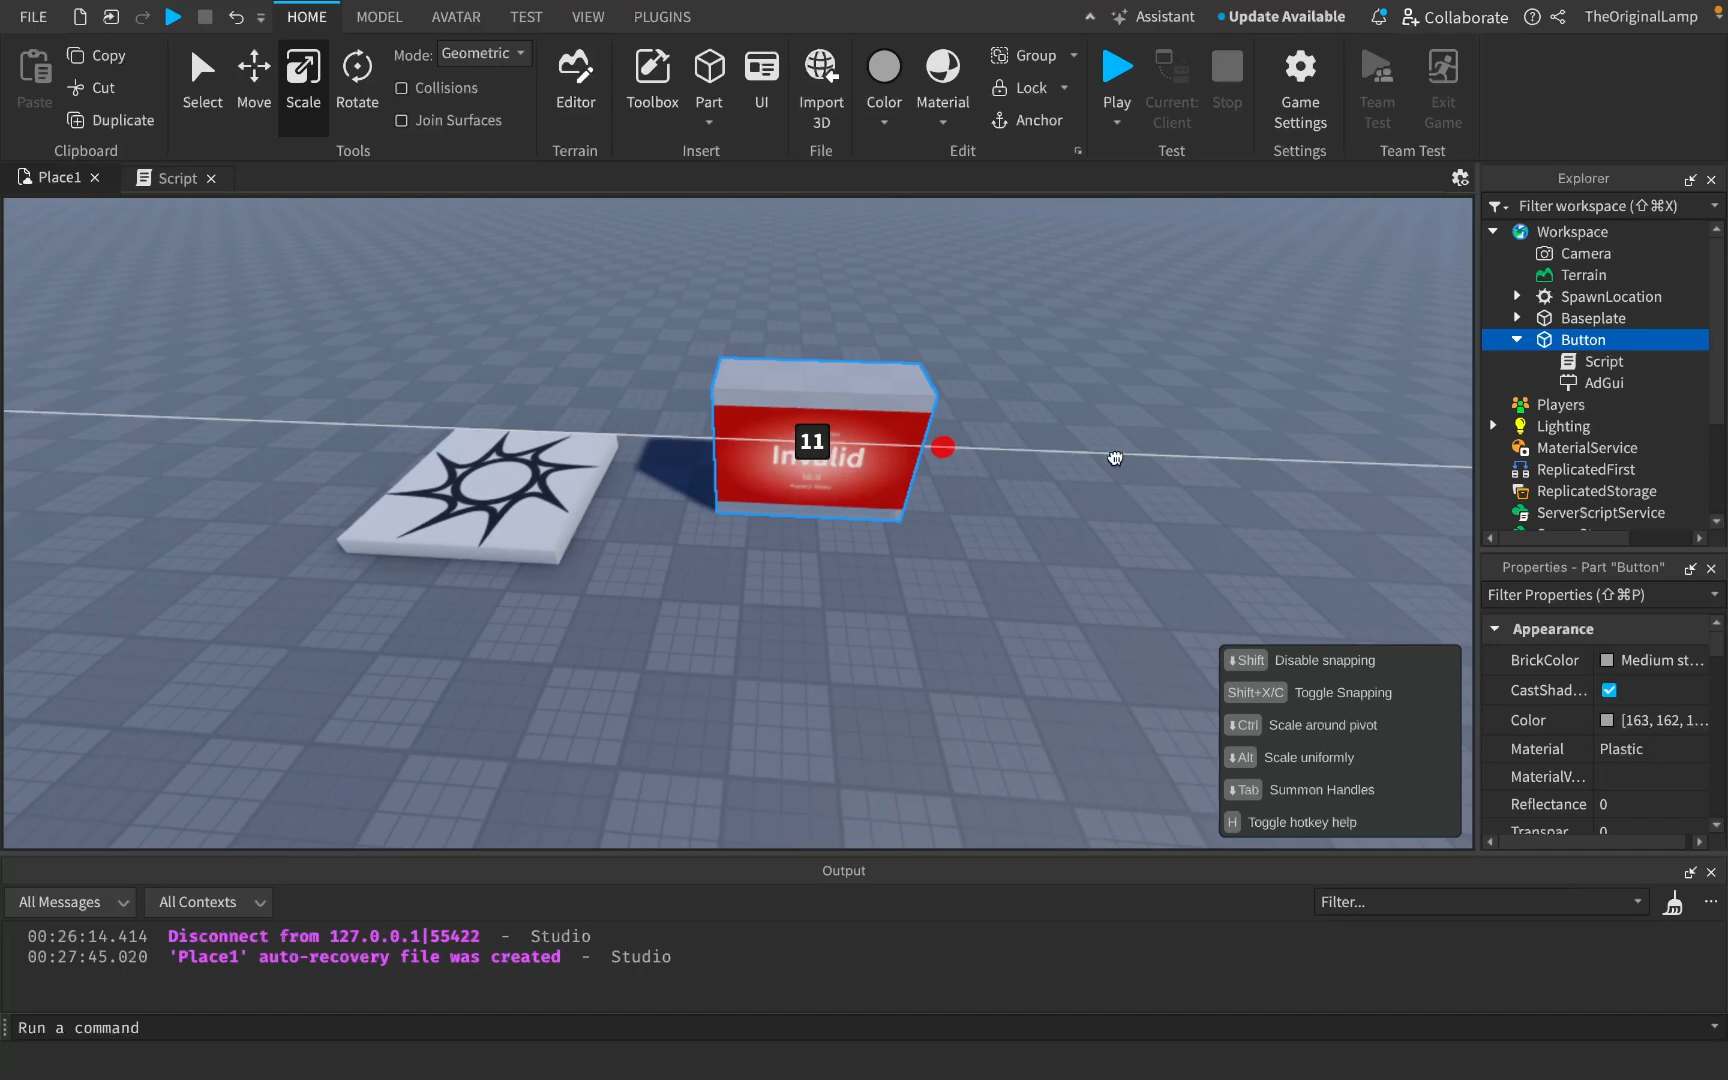 FILE
HOME
MODEL
AVATAR
TEST
VIEW
PLUGINS
Assistant
Update Available
Collaborate
TheOriginalLamp
Paste
Copy
Cut
Duplicate
Clipboard
Select
Move
Scale
Rotate
Mode: Geometric
Collisions
Join Surfaces
Tools
Editor
Terrain
Toolbox
Part
UI
Insert
Import
3D
File
Color
Material
Group
Lock
Anchor
Edit
Play
Current:
Client
Stop
Test
Game
Settings
Settings
Team
Test
Exit
Game
Team Test
Place1
Script
Explorer
Filter workspace (⇧⌘X)
Workspace
Camera
Terrain
SpawnLocation
Baseplate
Button
Script
AdGui
Players
Lighting
MaterialService
ReplicatedFirst
ReplicatedStorage
ServerScriptService
11
Invalid
Shift Disable snapping
Shift+X/C Toggle Snapping
Ctrl Scale around pivot
Alt Scale uniformly
Tab Summon Handles
H Toggle hotkey help
Properties - Part "Button"
Filter Properties (⇧⌘P)
Appearance
BrickColor Medium st...
CastShad...
Color [163, 162, 1...
Material Plastic
MaterialV...
Reflectance 0
Transpar 0
Output
All Messages
All Contexts
Filter...
00:26:14.414 Disconnect from 127.0.0.1|55422 - Studio
00:27:45.020 'Place1' auto-recovery file was created - Studio
Run a command